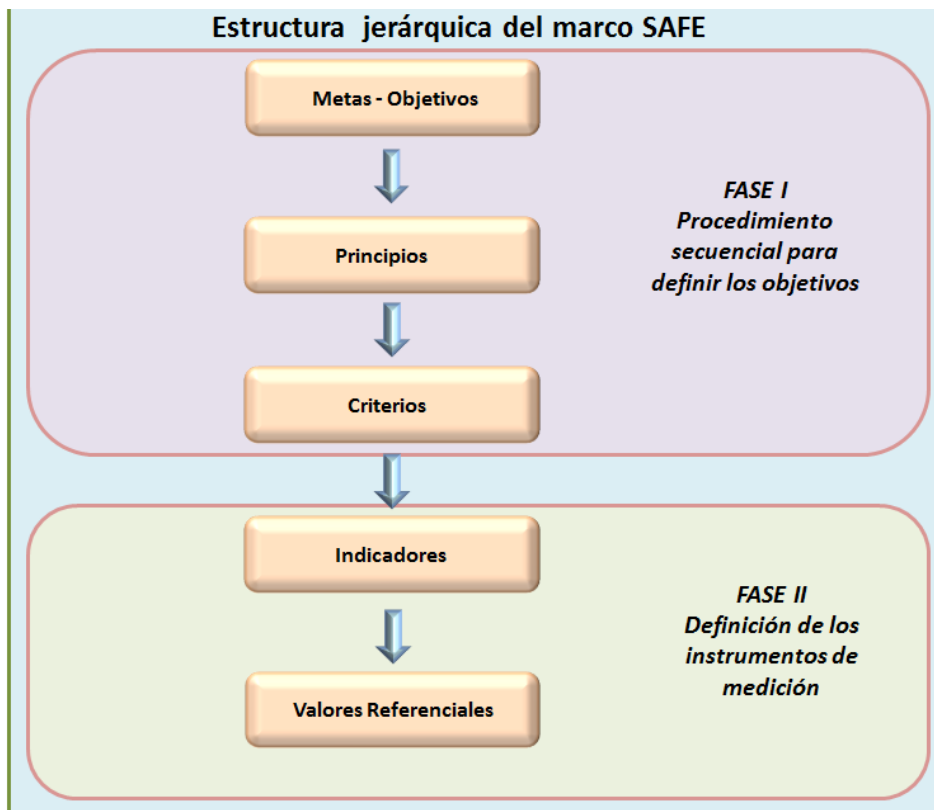 Estructura jerárquica del marco SAFE
Metas - Objetivos
Principios
Criterios
FASE I
Procedimiento
secuencial para
definir los objetivos
Indicadores
Valores Referenciales
FASE II
Definición de los
instrumentos de
medición